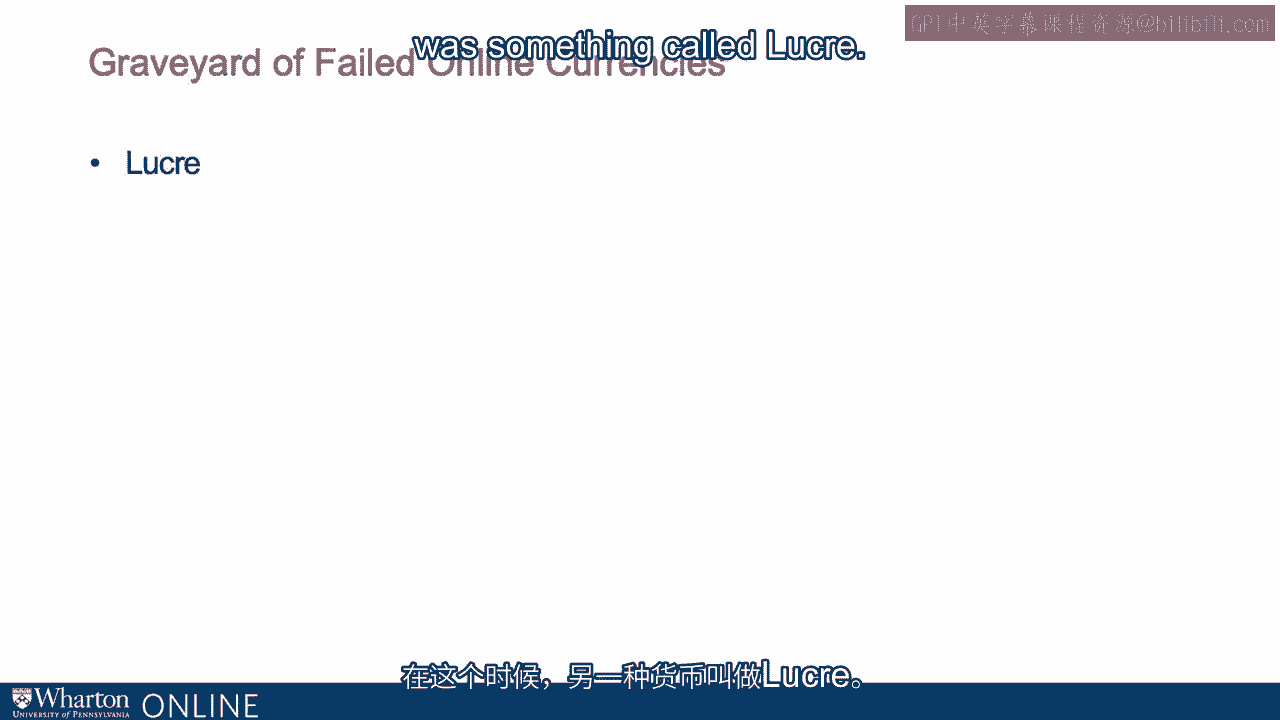 GPT中英字幕课程资源@bilibili.com
was something called Lucre.
Graveyard of Failed Online Currencies
• Lucre
在这个时候，另一种货币叫做Lucre。
Wharton
UNIVERSITY of PENNSYLVANIA
ONLINE